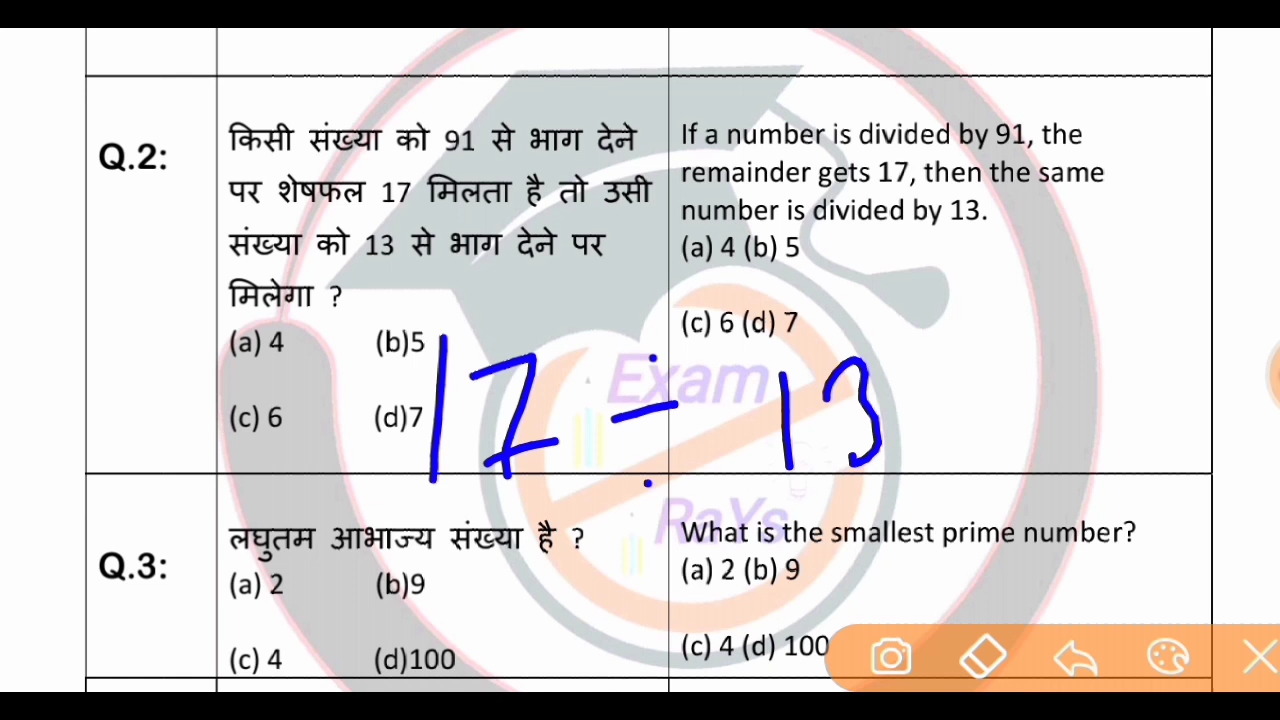 Q.2:
किसी संख्या को 91 से भाग देने
पर शेषफल 17 मिलता है तो उसी
संख्या को 13 से भाग देने पर
मिलेगा ?
(a) 4 (b)5
(c) 6 (d)7
If a number is divided by 91, the
remainder gets 17, then the same
number is divided by 13.
(a) 4 (b) 5
(c) 6 (d) 7
17 ÷ 13
Exam
RaYs
Q.3:
लघुतम आभाज्य संख्या है ?
(a) 2 (b)9
(c) 4 (d)100
What is the smallest prime number?
(a) 2 (b) 9
(c) 4 (d) 100